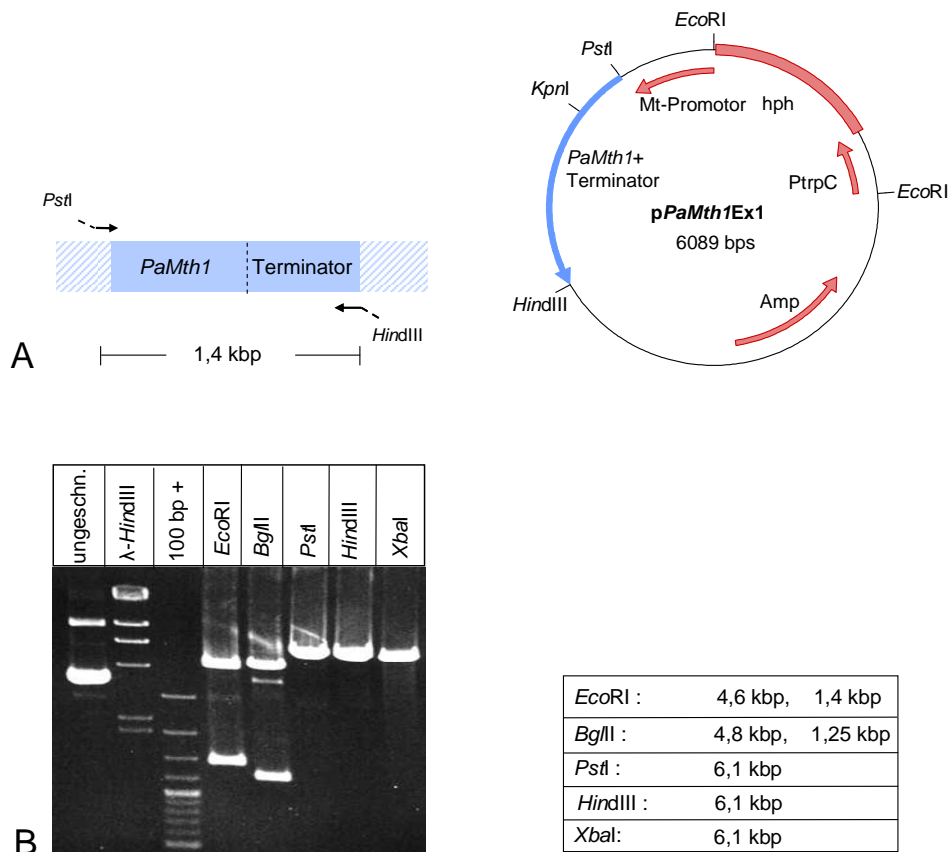 PstI
PaMth1
Terminator
HindIII
1,4 kbp
A
EcoRI
PstI
KpnI
Mt-Promotor
hph
PaMth1+
Terminator
PtrpC
EcoRI
pPaMth1Ex1
6089 bps
HindIII
Amp
ungeschn.
λ-HindIII
100 bp +
EcoRI
BglII
PstI
HindIII
XbaI
B
EcoRI : 4,6 kbp, 1,4 kbp
BglII : 4,8 kbp, 1,25 kbp
PstI : 6,1 kbp
HindIII : 6,1 kbp
XbaI: 6,1 kbp